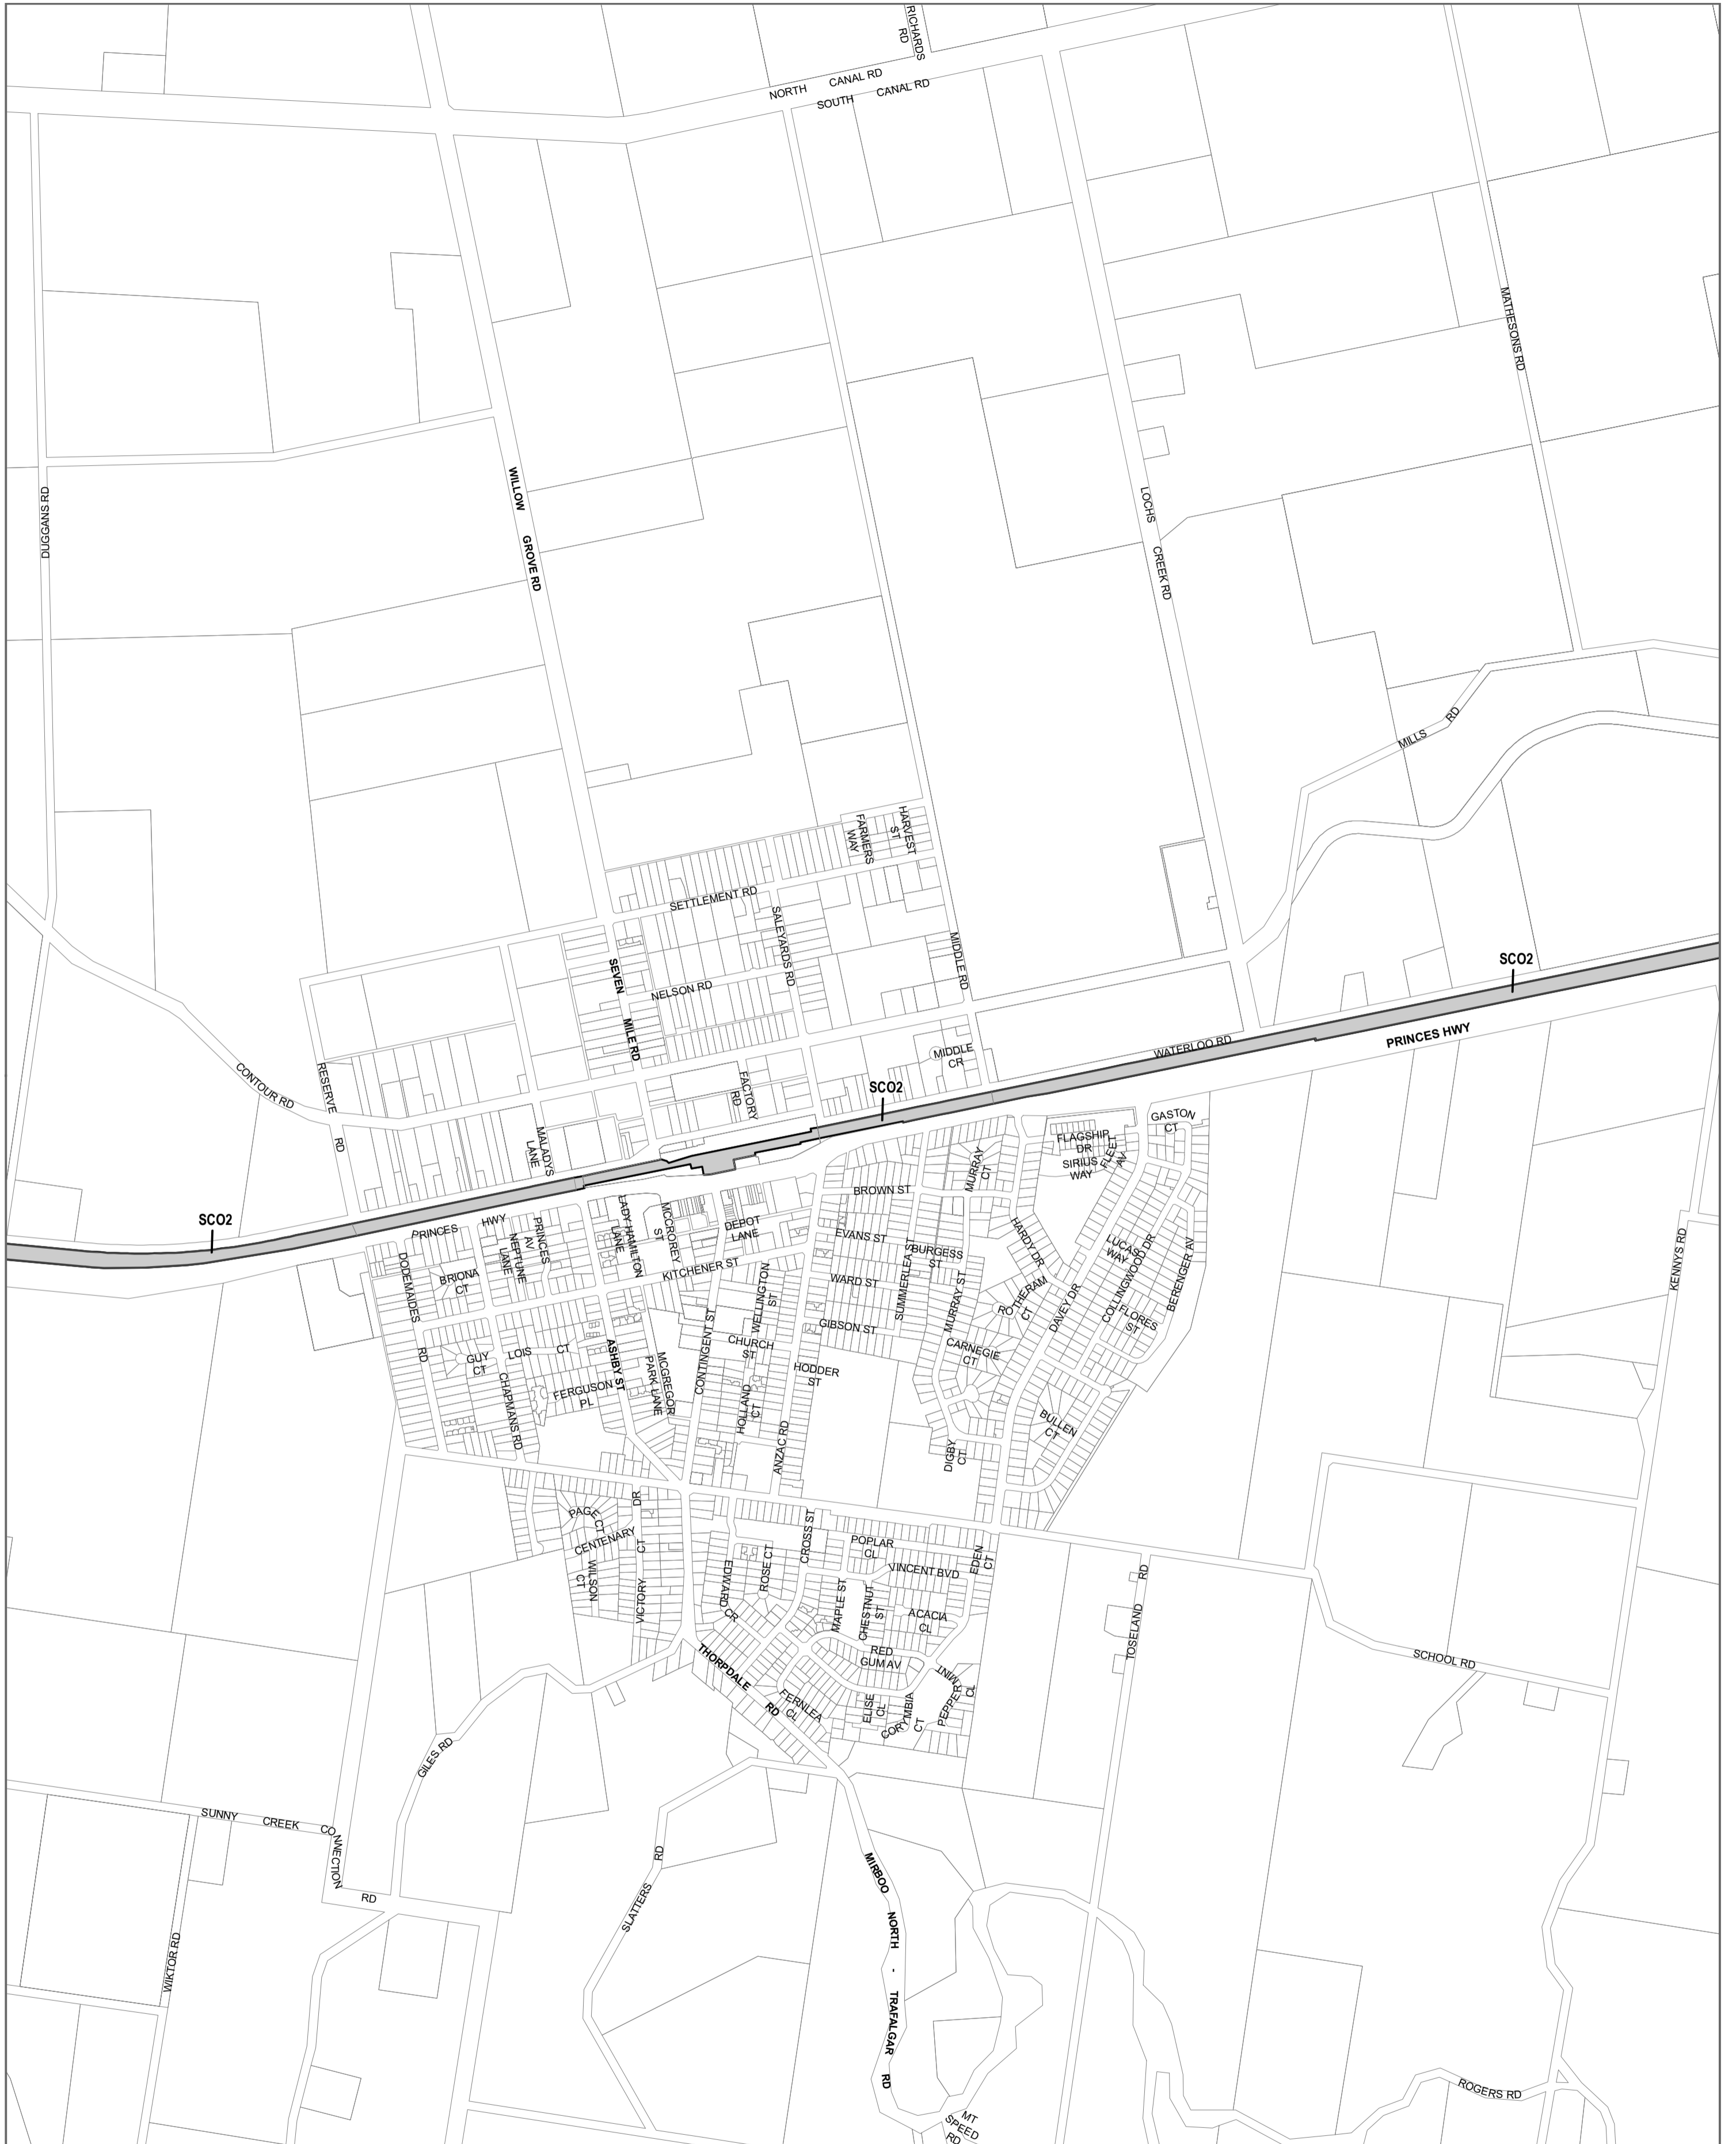 RICHARDS
RD
NORTH CANAL RD
SOUTH CANAL RD
MATHESONS RD
WILLOW GROVE RD
DUGGANS RD
LOCHS CREEK RD
MILLS RD
FARMERS
WAY
HARVEST
ST
SETTLEMENT RD
SALEYARDS RD
MIDDLE RD
SEVEN MILE RD
NELSON RD
SCO2
PRINCES HWY
WATERLOO RD
MIDDLE
CR
CONTOUR RD
RESERVE RD
FACTORY
RD
SCO2
MALADYS
LANE
GASTON
CT
FLAGSHIP
DR
SIRIUS
WAY
FLEET
AV
MURRAY
CT
BROWN ST
SCO2
PRINCES HWY
NEPTUNE
LANE
PRINCES
AV
LADY HAMILTON
LANE
MCCROREY
ST
DEPOT
LANE
EVANS ST
BURGESS
ST
HARDY DR
LUCAS
WAY
COLLINGWOOD DR
BERENGER AV
KENNYS RD
DODEMAIDES RD
BRIONA
CT
KITCHENER ST
WARD ST
SUMMERLEA ST
MURRAY ST
ROTHERAM
CT
DAVEY DR
FLORES
ST
WELLINGTON
ST
GIBSON ST
CONTINGENT ST
CHURCH
ST
CARNEGIE
CT
GUY
CT
LOIS CT
ASHBY ST
MCGREGOR
PARK LANE
HODDER
ST
FERGUSON
PL
CHAPMANS RD
HOLLAND
CT
ANZAC RD
BULLEN
CT
DIGBY
CT
PAGE
CT
DR
CENTENARY
WILSON
CT
VICTORY CT
CROSS ST
EDWARD CR
ROSE CT
POPLAR
CL
VINCENT BVD
EDEN
CT
MAPLE ST
CHESTNUT
ST
ACACIA
CL
TOSELAND RD
RED
GUM AV
SCHOOL RD
THORPDALE RD
FERNLEA
CL
ELISE
CL
CORYMBIA
CT
PEPPER MINT
CL
GILES RD
SUNNY CREEK CONNECTION RD
SLATTERS RD
MIRBOO NORTH - TRAFALGAR RD
WIKTOR RD
ROGERS RD
MT
SPEED
RD